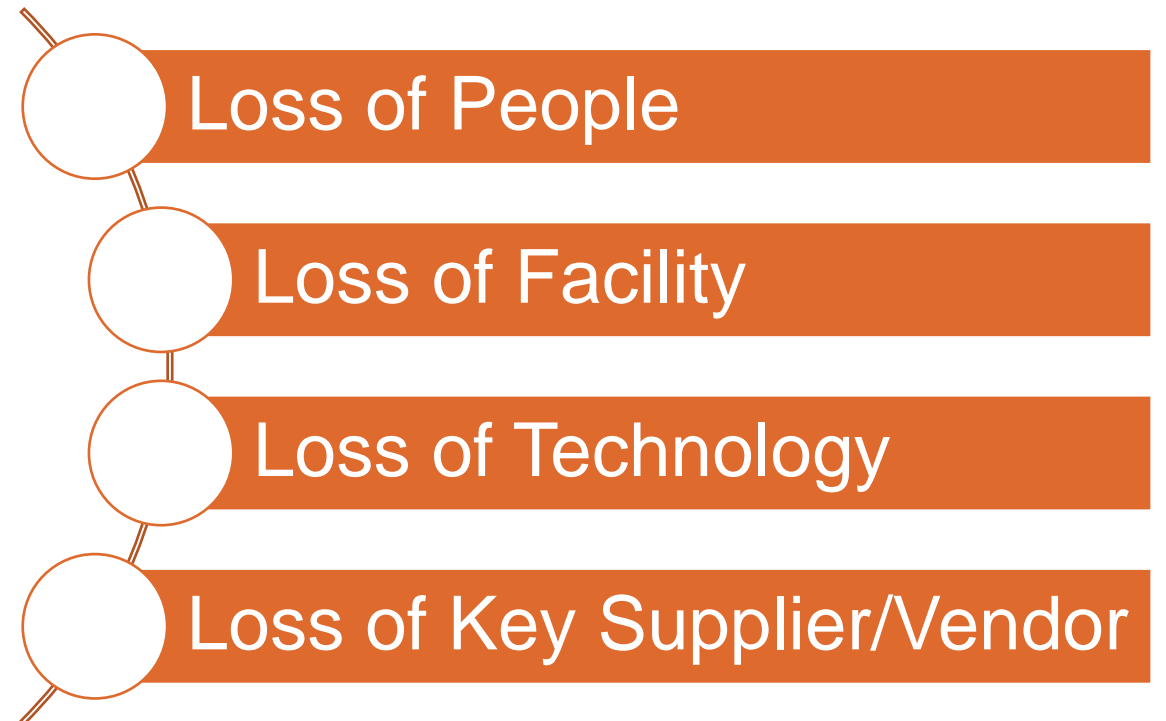 Loss of People
Loss of Facility
Loss of Technology
Loss of Key Supplier/Vendor